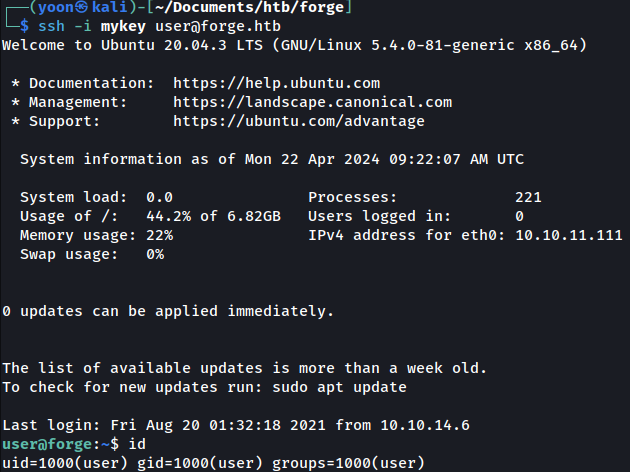 ┌──(yoon㉿kali)-[~/Documents/htb/forge]
└─$ ssh -i mykey user@forge.htb
Welcome to Ubuntu 20.04.3 LTS (GNU/Linux 5.4.0-81-generic x86_64)
* Documentation:  https://help.ubuntu.com
* Management:     https://landscape.canonical.com
* Support:        https://ubuntu.com/advantage
System information as of Mon 22 Apr 2024 09:22:07 AM UTC
System load:  0.0                Processes:             221
Usage of /:   44.2% of 6.82GB   Users logged in:       0
Memory usage: 22%                IPv4 address for eth0: 10.10.11.111
Swap usage:   0%
0 updates can be applied immediately.
The list of available updates is more than a week old.
To check for new updates run: sudo apt update
Last login: Fri Aug 20 01:32:18 2021 from 10.10.14.6
user@forge:~$ id
uid=1000(user) gid=1000(user) groups=1000(user)